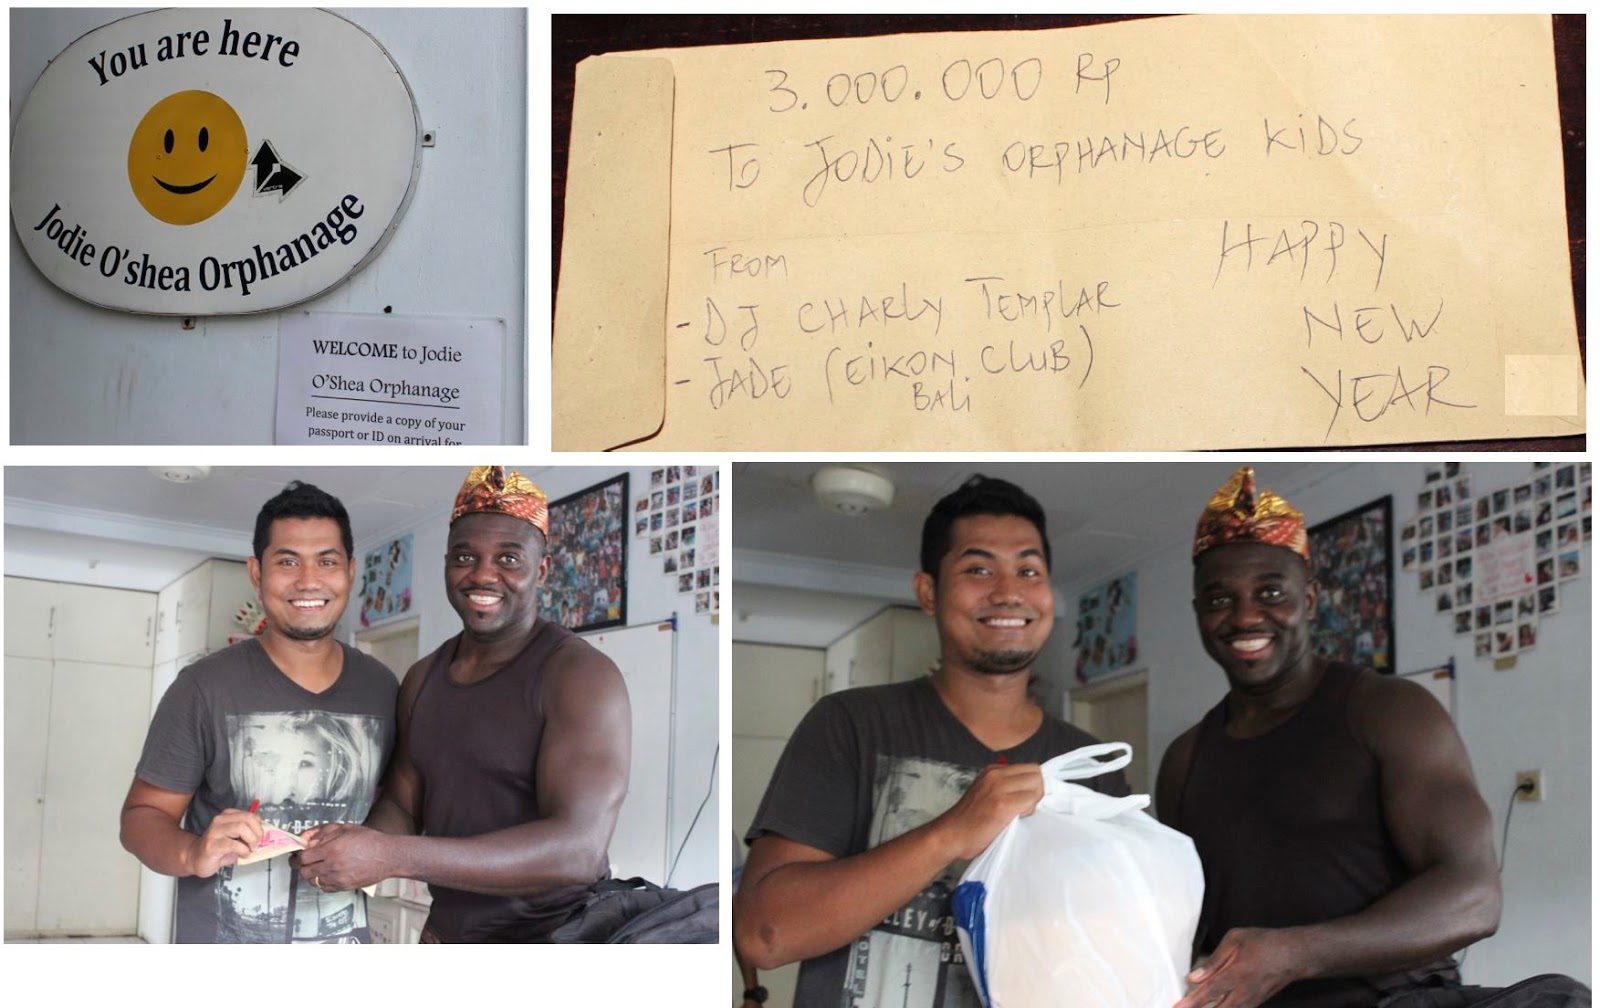 You are here
Jodie O'shea Orphanage
WELCOME to Jodie
O'Shea Orphanage
Please provide a copy of your
passport or ID on arrival for
3.000.000 Rp
To JODiE'S ORPHANAGE KiDS
FROM
- DJ CHARLY TEMPLAR
- JADE (EiKON CLUB)
BALi
HAPPY
NEW
YEAR